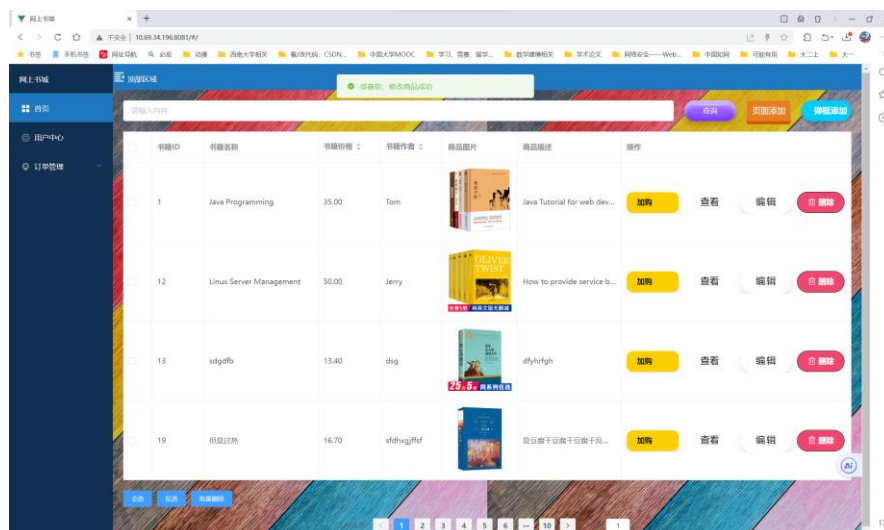 网上书城
不安全 10.69.34.196:8081/#/
书签 手机书签 网址导航 必应 动漫 西南大学相关 看/改代码：CSDN... 中国大学MOOC 学习、竞赛、留学... 数学建模相关 学术论文 网络安全——Web... 中国知网 可能有用 大二上 大一
网上书城 顶部区域
恭喜你，修改商品成功
首页
请输入内容 查询 页面添加 弹框添加
用户中心
订单管理
书籍ID 书籍名称 书籍价格 书籍作者 商品图片 商品描述 操作
1 Java Programming 35.00 Tom Java Tutorial for web dev... 加购 查看 编辑 删除
OLIVER
TWIST
12 Linux Server Management 50.00 Jerry How to provide service b... 加购 查看 编辑 删除
13 sdgdfb 13.40 dsg dfyhrfgh 加购 查看 编辑 删除
19 但是过热 16.70 sfdhxgjffsf 是豆腐干豆腐干豆腐干反... 加购 查看 编辑 删除
Ai
全选 反选 批量删除
1 2 3 4 5 6 ... 10 1